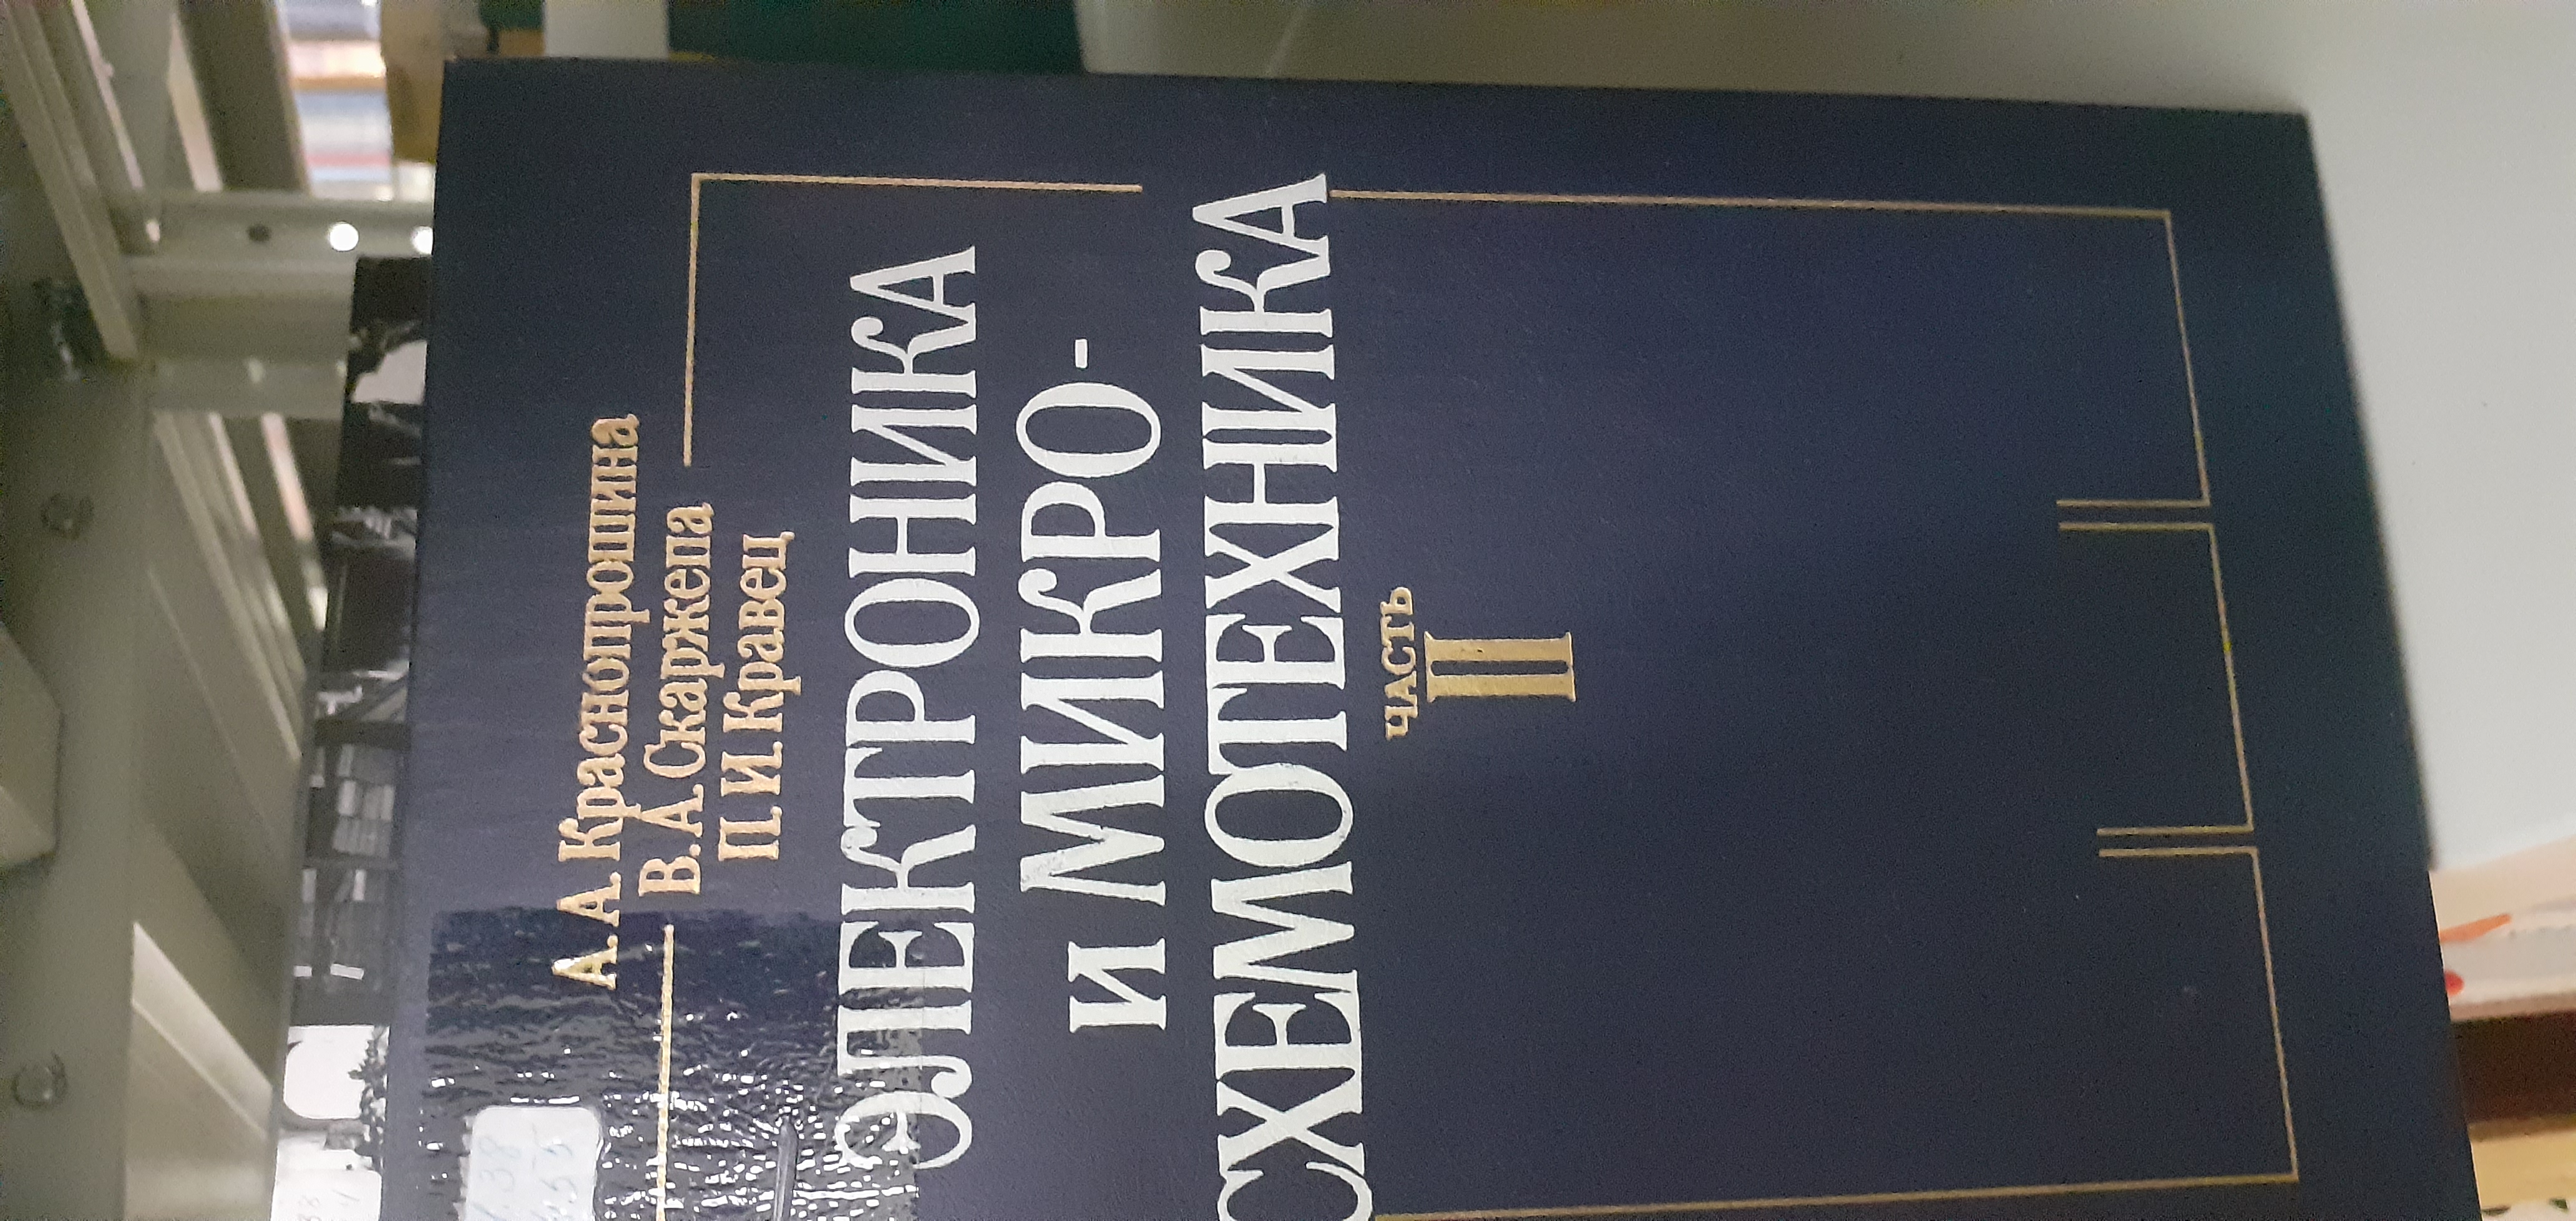 А. А. Краснопрошина
В. А. Скаржепа
П. И. Кравец
ЭЛЕКТРОНИКА
И МИКРО-
СХЕМОТЕХНИКА
ЧАСТЬ
II